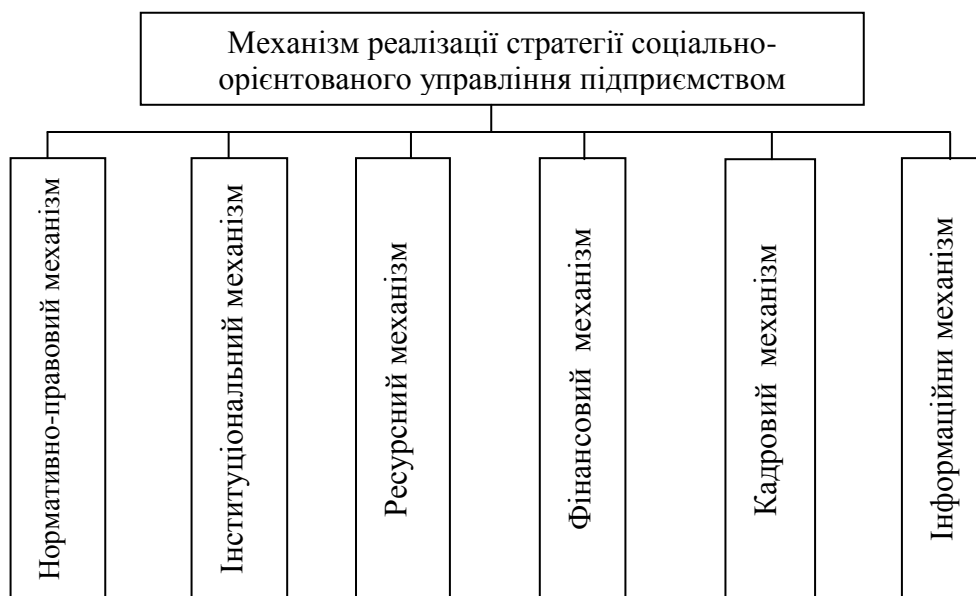 Механізм реалізації стратегії соціально-
орієнтованого управління підприємством
Нормативно-правовий механізм
Інституціональний механізм
Ресурсний механізм
Фінансовий механізм
Кадровий механізм
Інформаційни механізм